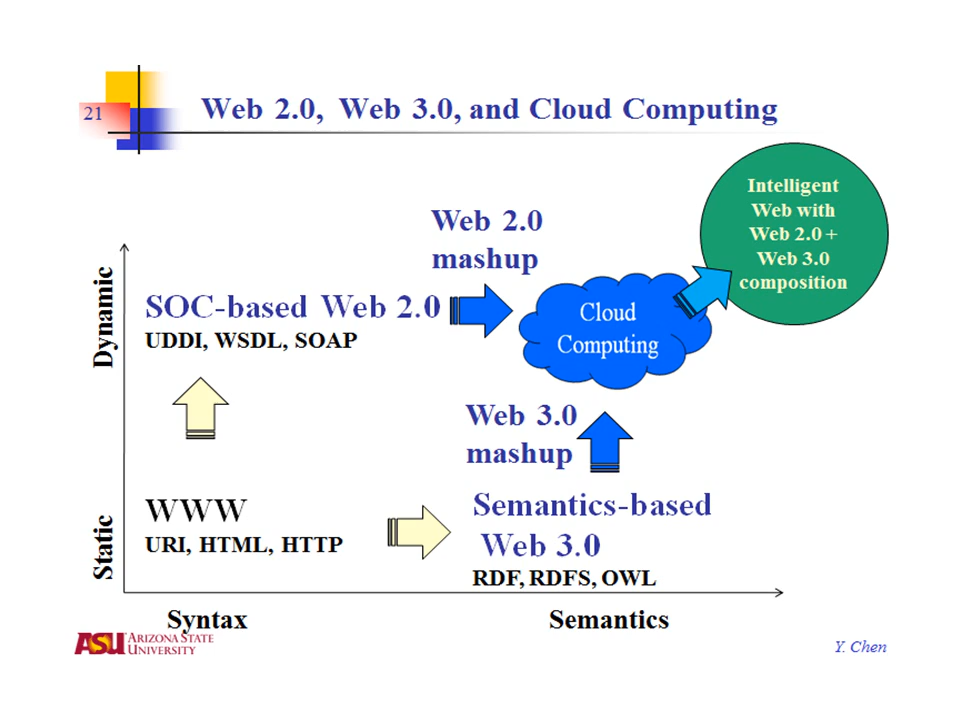 21
Web 2.0, Web 3.0, and Cloud Computing
Intelligent
Web with
Web 2.0 +
Web 3.0
composition
Web 2.0
mashup
Dynamic
SOC-based Web 2.0
UDDI, WSDL, SOAP
Cloud
Computing
Web 3.0
mashup
Static
WWW
URI, HTML, HTTP
Semantics-based
Web 3.0
RDF, RDFS, OWL
Syntax
Semantics
ASU ARIZONA STATE
UNIVERSITY
Y. Chen